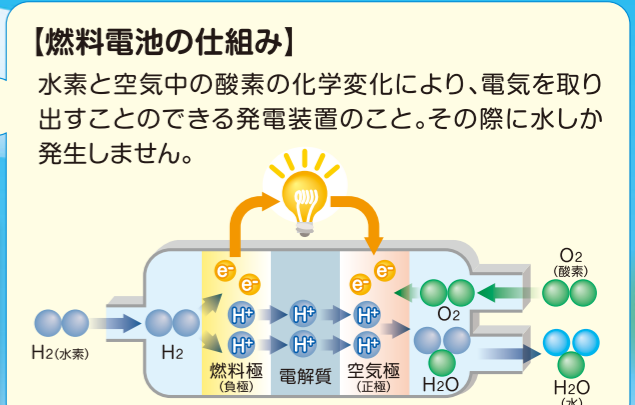 【燃料電池の仕組み】
水素と空気中の酸素の化学変化により、電気を取り
出すことのできる発電装置のこと。その際に水しか
発生しません。
O2
(酸素)
e-
e-
e-
e-
H+
H+
H+
H+
H+
H+
O2
H2(水素)
H2
燃料極
(負極)
電解質
空気極
(正極)
H2O
H2O
(水)